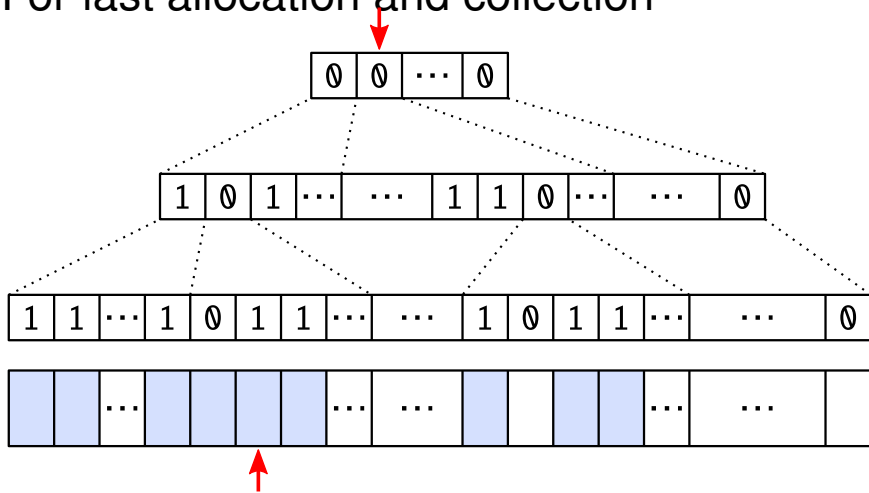 For fast allocation and collection
0 0 ··· 0
1 0 1 ··· ··· 1 1 0 ··· ··· 0
1 1 ··· 1 0 1 1 ··· ··· 1 0 1 1 ··· ··· 0
··· ··· ··· ··· ···